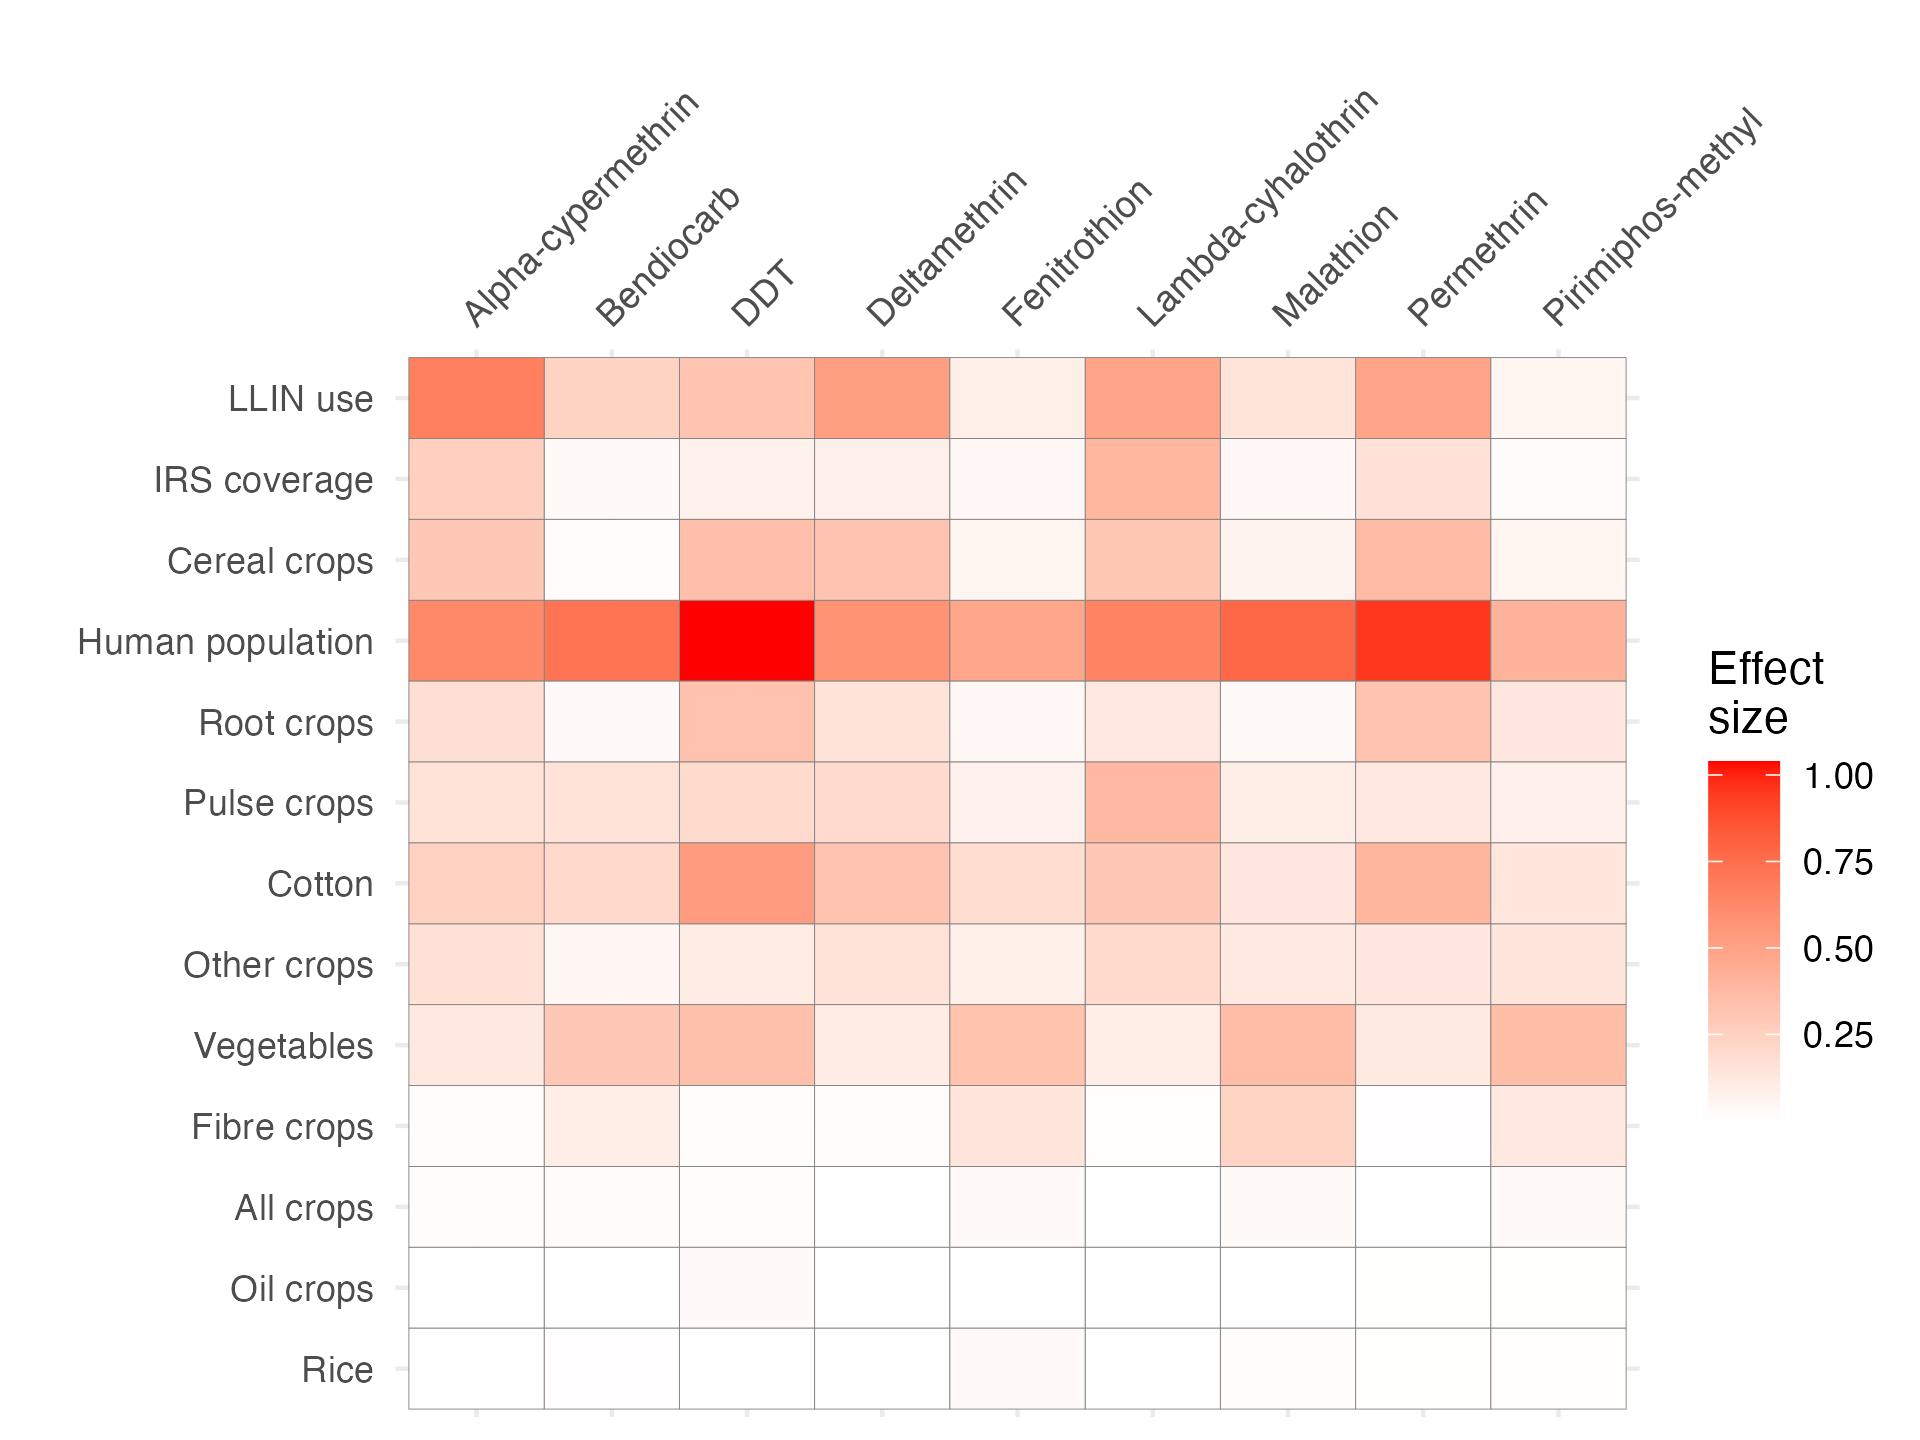 Alpha-cypermethrin
Bendiocarb
DDT
Deltamethrin
Fenitrothion
Lambda-cyhalothrin
Malathion
Permethrin
Pirimiphos-methyl
LLIN use
IRS coverage
Cereal crops
Human population
Root crops
Pulse crops
Cotton
Other crops
Vegetables
Fibre crops
All crops
Oil crops
Rice
Effect
size
1.00
0.75
0.50
0.25